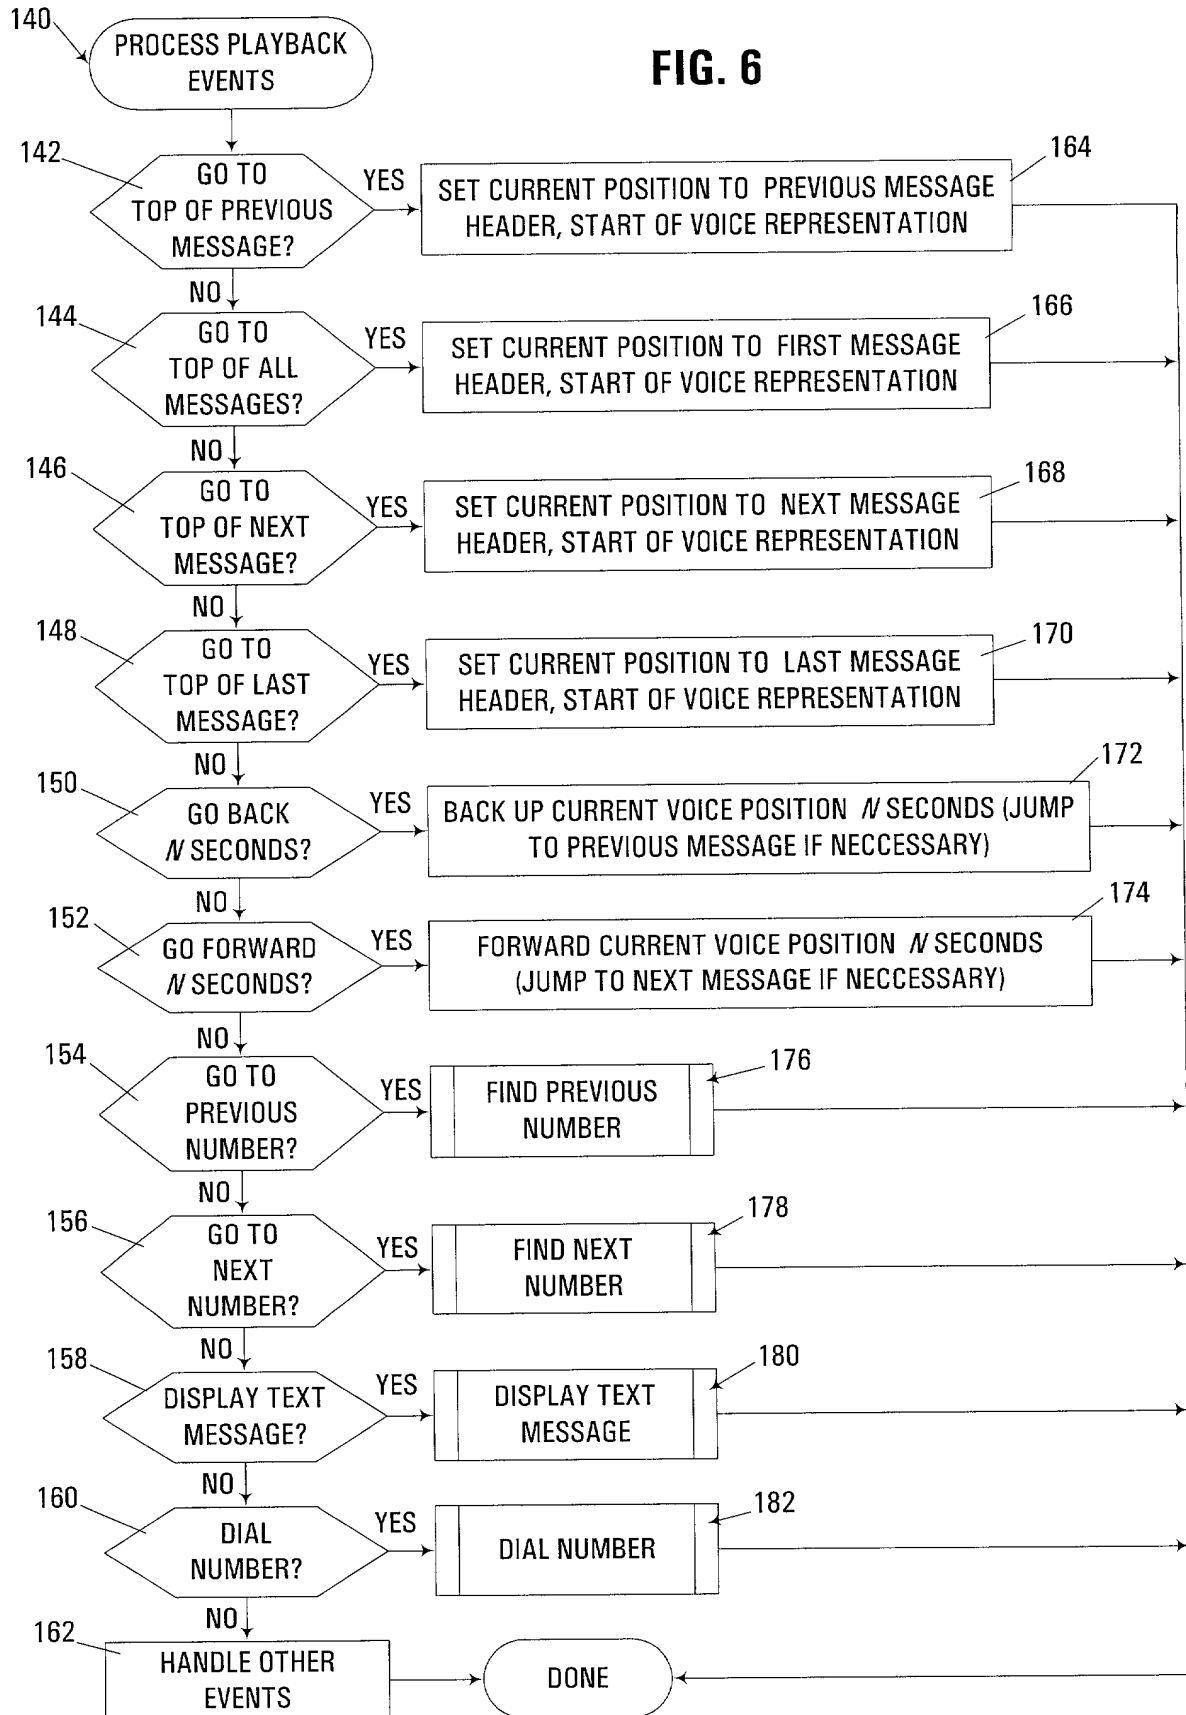 140
PROCESS PLAYBACK
EVENTS
FIG. 6
142
GO TO
TOP OF PREVIOUS
MESSAGE?
YES
SET CURRENT POSITION TO PREVIOUS MESSAGE
HEADER, START OF VOICE REPRESENTATION
164
NO
144
GO TO
TOP OF ALL
MESSAGES?
YES
SET CURRENT POSITION TO FIRST MESSAGE
HEADER, START OF VOICE REPRESENTATION
166
NO
146
GO TO
TOP OF NEXT
MESSAGE?
YES
SET CURRENT POSITION TO NEXT MESSAGE
HEADER, START OF VOICE REPRESENTATION
168
NO
148
GO TO
TOP OF LAST
MESSAGE?
YES
SET CURRENT POSITION TO LAST MESSAGE
HEADER, START OF VOICE REPRESENTATION
170
NO
150
GO BACK
N SECONDS?
YES
BACK UP CURRENT VOICE POSITION N SECONDS (JUMP
TO PREVIOUS MESSAGE IF NECCESSARY)
172
NO
152
GO FORWARD
N SECONDS?
YES
FORWARD CURRENT VOICE POSITION N SECONDS
(JUMP TO NEXT MESSAGE IF NECCESSARY)
174
NO
154
GO TO
PREVIOUS
NUMBER?
YES
FIND PREVIOUS
NUMBER
176
NO
156
GO TO
NEXT
NUMBER?
YES
FIND NEXT
NUMBER
178
NO
158
DISPLAY TEXT
MESSAGE?
YES
DISPLAY TEXT
MESSAGE
180
NO
160
DIAL
NUMBER?
YES
DIAL NUMBER
182
NO
162
HANDLE OTHER
EVENTS
DONE